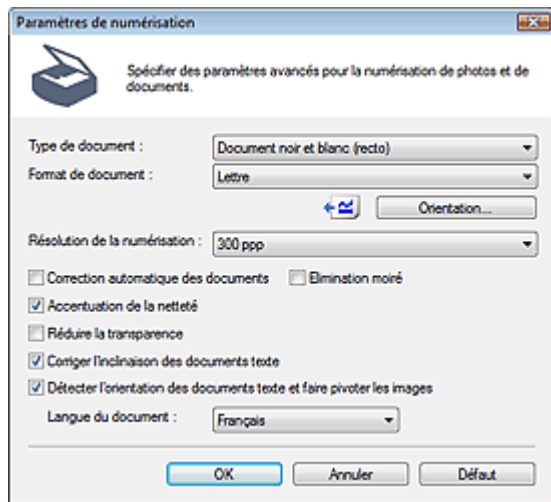 Paramètres de numérisation
Spécifier des paramètres avancés pour la numérisation de photos et de
documents.
Type de document : Document noir et blanc (recto)
Format de document : Lettre
Orientation...
Résolution de la numérisation : 300 ppp
Correction automatique des documents Elimination moiré
Accentuation de la netteté
Réduire la transparence
Corriger l'inclinaison des documents texte
Détecter l'orientation des documents texte et faire pivoter les images
Langue du document : Français
OK Annuler Défaut